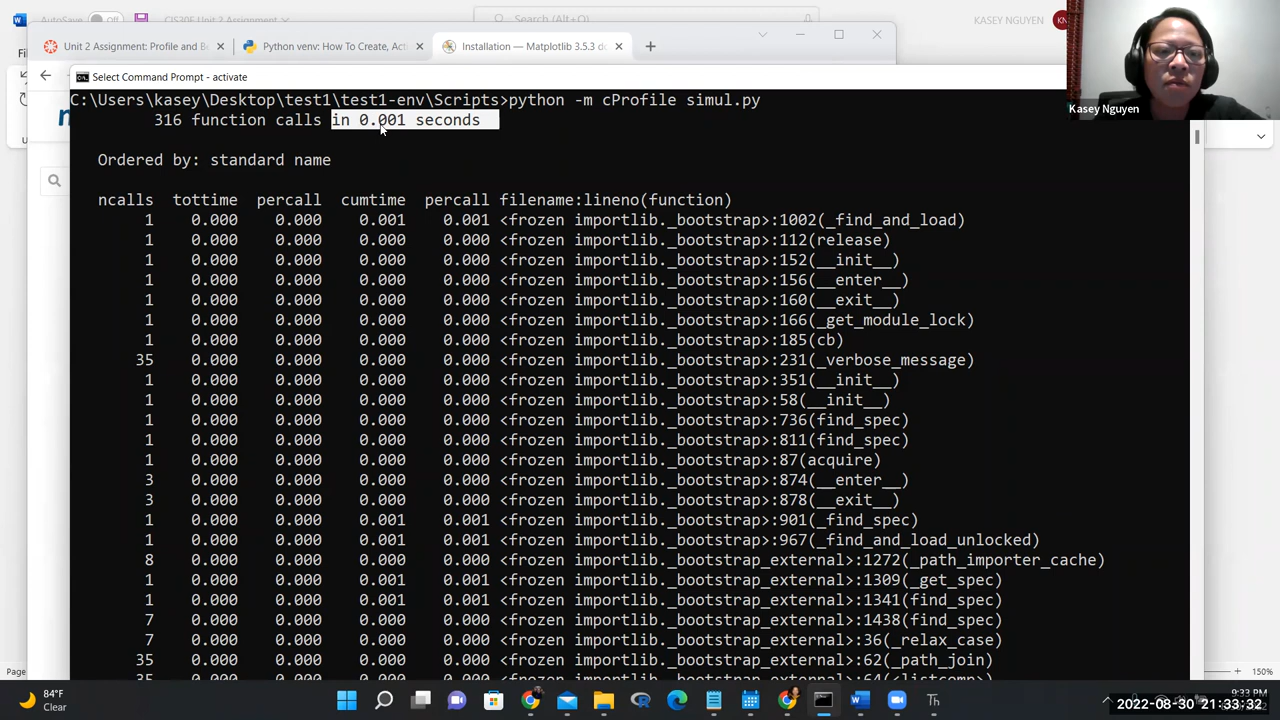 AutoSave Off CIS30E Unit 2 Assignment Search (Alt+Q) KASEY NGUYEN
Unit 2 Assignment: Profile and Be Python venv: How To Create, Act Installation — Matplotlib 3.5.3 do
Select Command Prompt - activate
C:\Users\kasey\Desktop\test1\test1-env\Scripts>python -m cProfile simul.py
316 function calls in 0.001 seconds
Ordered by: standard name
ncalls tottime percall cumtime percall filename:lineno(function)
1 0.000 0.000 0.001 0.001 <frozen importlib._bootstrap>:1002(_find_and_load)
1 0.000 0.000 0.000 0.000 <frozen importlib._bootstrap>:112(release)
1 0.000 0.000 0.000 0.000 <frozen importlib._bootstrap>:152(__init__)
1 0.000 0.000 0.000 0.000 <frozen importlib._bootstrap>:156(__enter__)
1 0.000 0.000 0.000 0.000 <frozen importlib._bootstrap>:160(__exit__)
1 0.000 0.000 0.000 0.000 <frozen importlib._bootstrap>:166(_get_module_lock)
1 0.000 0.000 0.000 0.000 <frozen importlib._bootstrap>:185(cb)
35 0.000 0.000 0.000 0.000 <frozen importlib._bootstrap>:231(_verbose_message)
1 0.000 0.000 0.000 0.000 <frozen importlib._bootstrap>:351(__init__)
1 0.000 0.000 0.000 0.000 <frozen importlib._bootstrap>:58(__init__)
1 0.000 0.000 0.000 0.000 <frozen importlib._bootstrap>:736(find_spec)
1 0.000 0.000 0.000 0.000 <frozen importlib._bootstrap>:811(find_spec)
1 0.000 0.000 0.000 0.000 <frozen importlib._bootstrap>:87(acquire)
3 0.000 0.000 0.000 0.000 <frozen importlib._bootstrap>:874(__enter__)
3 0.000 0.000 0.000 0.000 <frozen importlib._bootstrap>:878(__exit__)
1 0.000 0.000 0.001 0.001 <frozen importlib._bootstrap>:901(_find_spec)
1 0.000 0.000 0.001 0.001 <frozen importlib._bootstrap>:967(_find_and_load_unlocked)
8 0.000 0.000 0.000 0.000 <frozen importlib._bootstrap_external>:1272(_path_importer_cache)
1 0.000 0.000 0.001 0.001 <frozen importlib._bootstrap_external>:1309(_get_spec)
1 0.000 0.000 0.001 0.001 <frozen importlib._bootstrap_external>:1341(find_spec)
7 0.000 0.000 0.000 0.000 <frozen importlib._bootstrap_external>:1438(find_spec)
7 0.000 0.000 0.000 0.000 <frozen importlib._bootstrap_external>:36(_relax_case)
35 0.000 0.000 0.000 0.000 <frozen importlib._bootstrap_external>:62(_path_join)
Kasey Nguyen
Page
150%
84°F
Clear
9:33 PM
2022-08-30 21:33:32